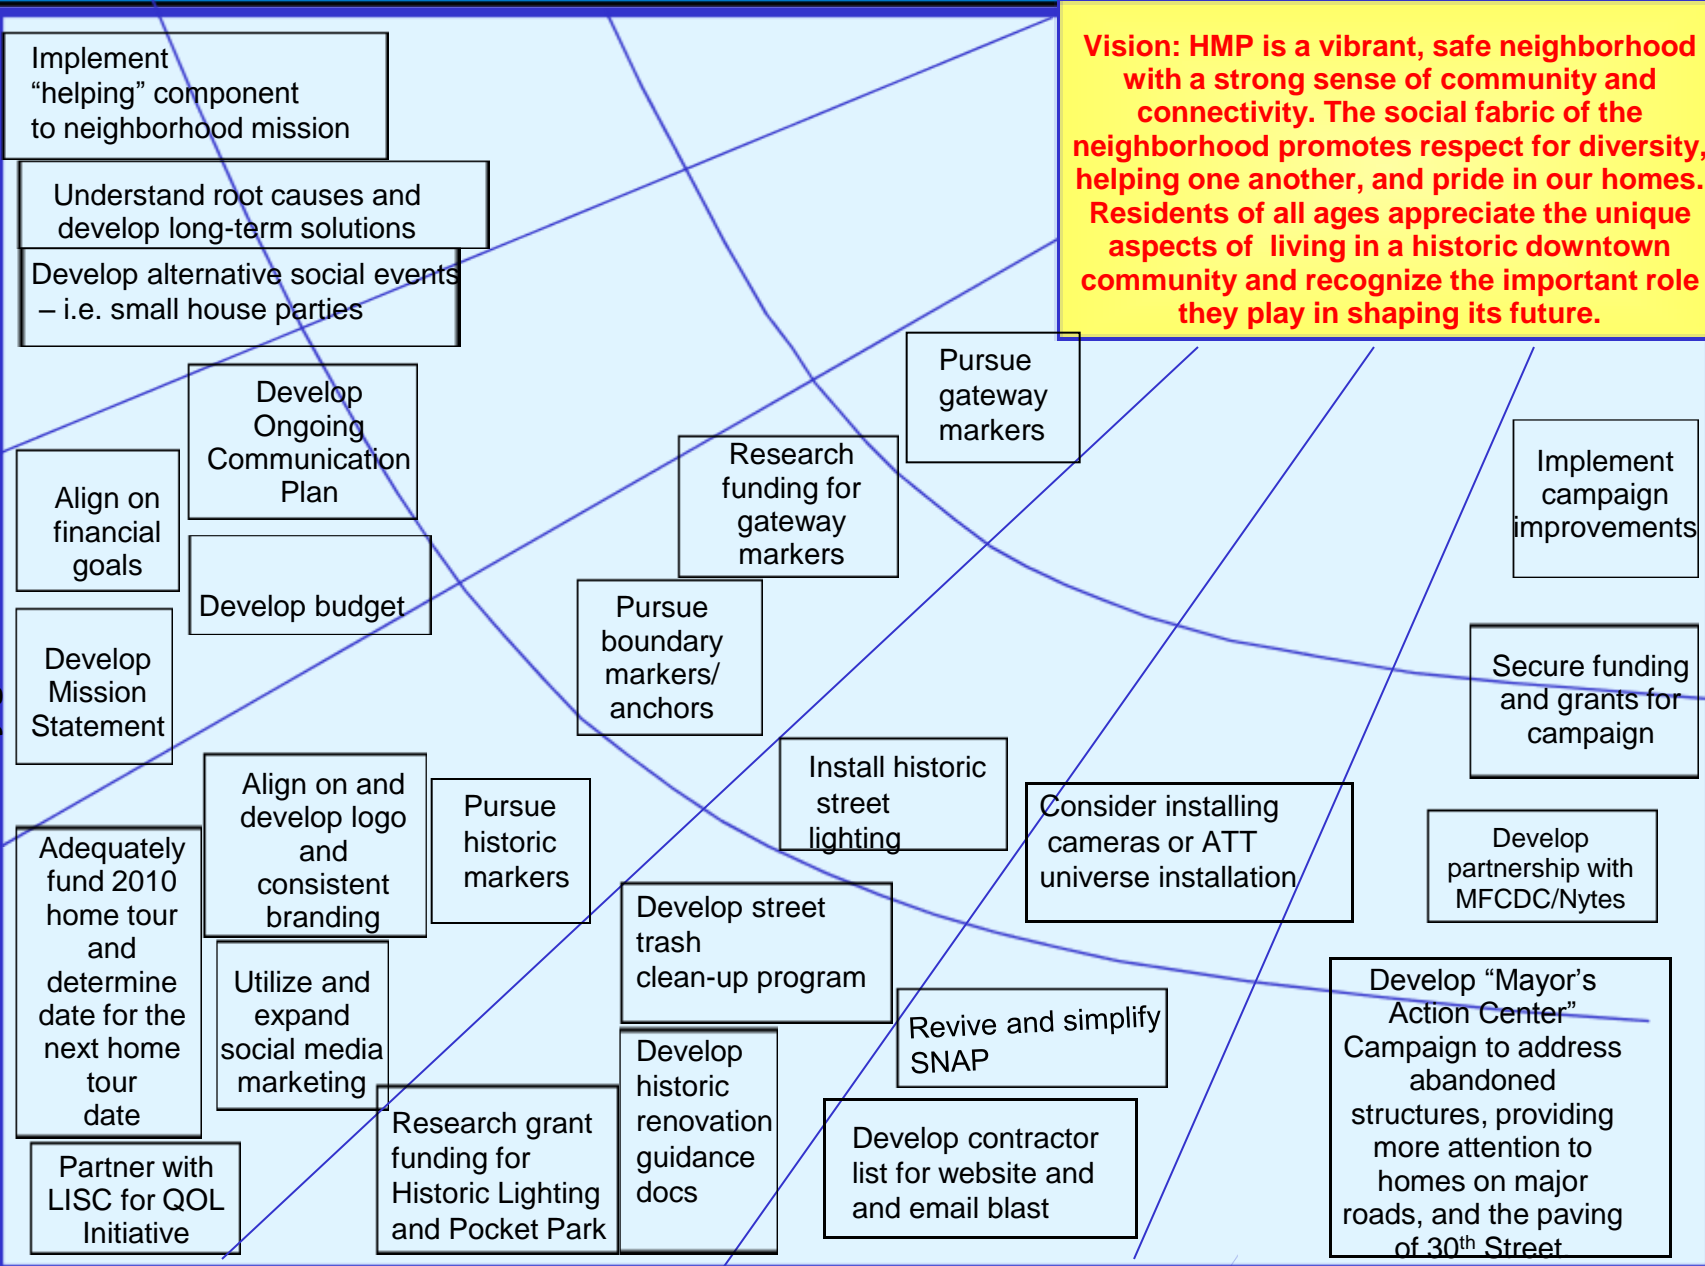 Vision: HMP is a vibrant, safe neighborhood
with a strong sense of community and
connectivity. The social fabric of the
neighborhood promotes respect for diversity,
helping one another, and pride in our homes.
Residents of all ages appreciate the unique
aspects of living in a historic downtown
community and recognize the important role
they play in shaping its future.
Implement
“helping” component
to neighborhood mission
Understand root causes and
develop long-term solutions
Develop alternative social events
– i.e. small house parties
Develop
Ongoing
Communication
Plan
Align on
financial
goals
Develop budget
Develop
Mission
Statement
Pursue
gateway
markers
Research
funding for
gateway
markers
Pursue
boundary
markers/
anchors
Implement
campaign
improvements
Secure funding
and grants for
campaign
Align on and
develop logo
and
consistent
branding
Pursue
historic
markers
Install historic
street
lighting
Consider installing
cameras or ATT
universe installation
Develop
partnership with
MFCDC/Nytes
Adequately
fund 2010
home tour
and
determine
date for the
next home
tour
date
Utilize and
expand
social media
marketing
Develop street
trash
clean-up program
Revive and simplify
SNAP
Develop “Mayor’s
Action Center”
Campaign to address
abandoned
structures, providing
more attention to
homes on major
roads, and the paving
of 30th Street
Partner with
LISC for QOL
Initiative
Research grant
funding for
Historic Lighting
and Pocket Park
Develop
historic
renovation
guidance
docs
Develop contractor
list for website and
and email blast